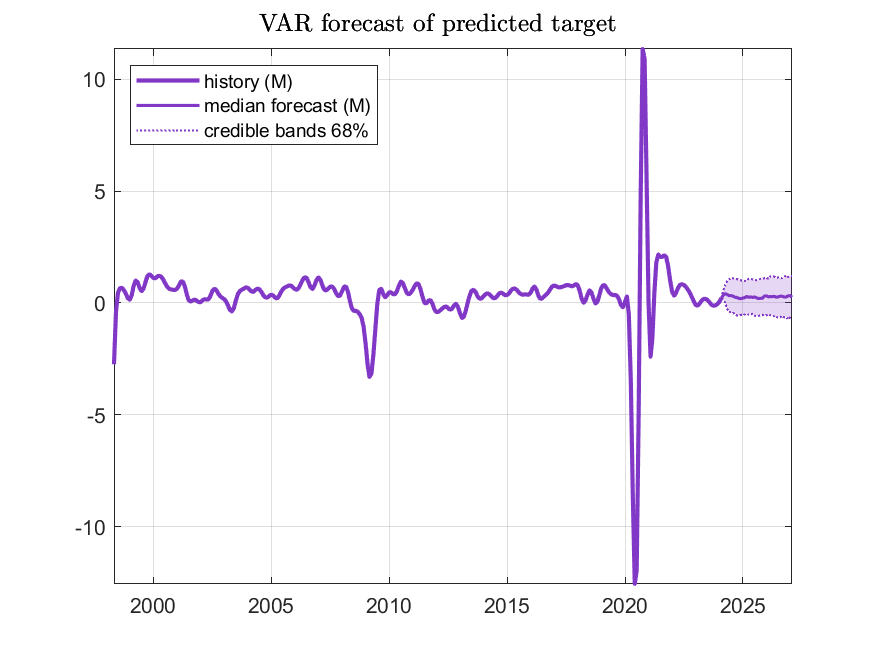 VAR forecast of predicted target
history (M)
median forecast (M)
credible bands 68%
10
5
0
-5
-10
2000 2005 2010 2015 2020 2025